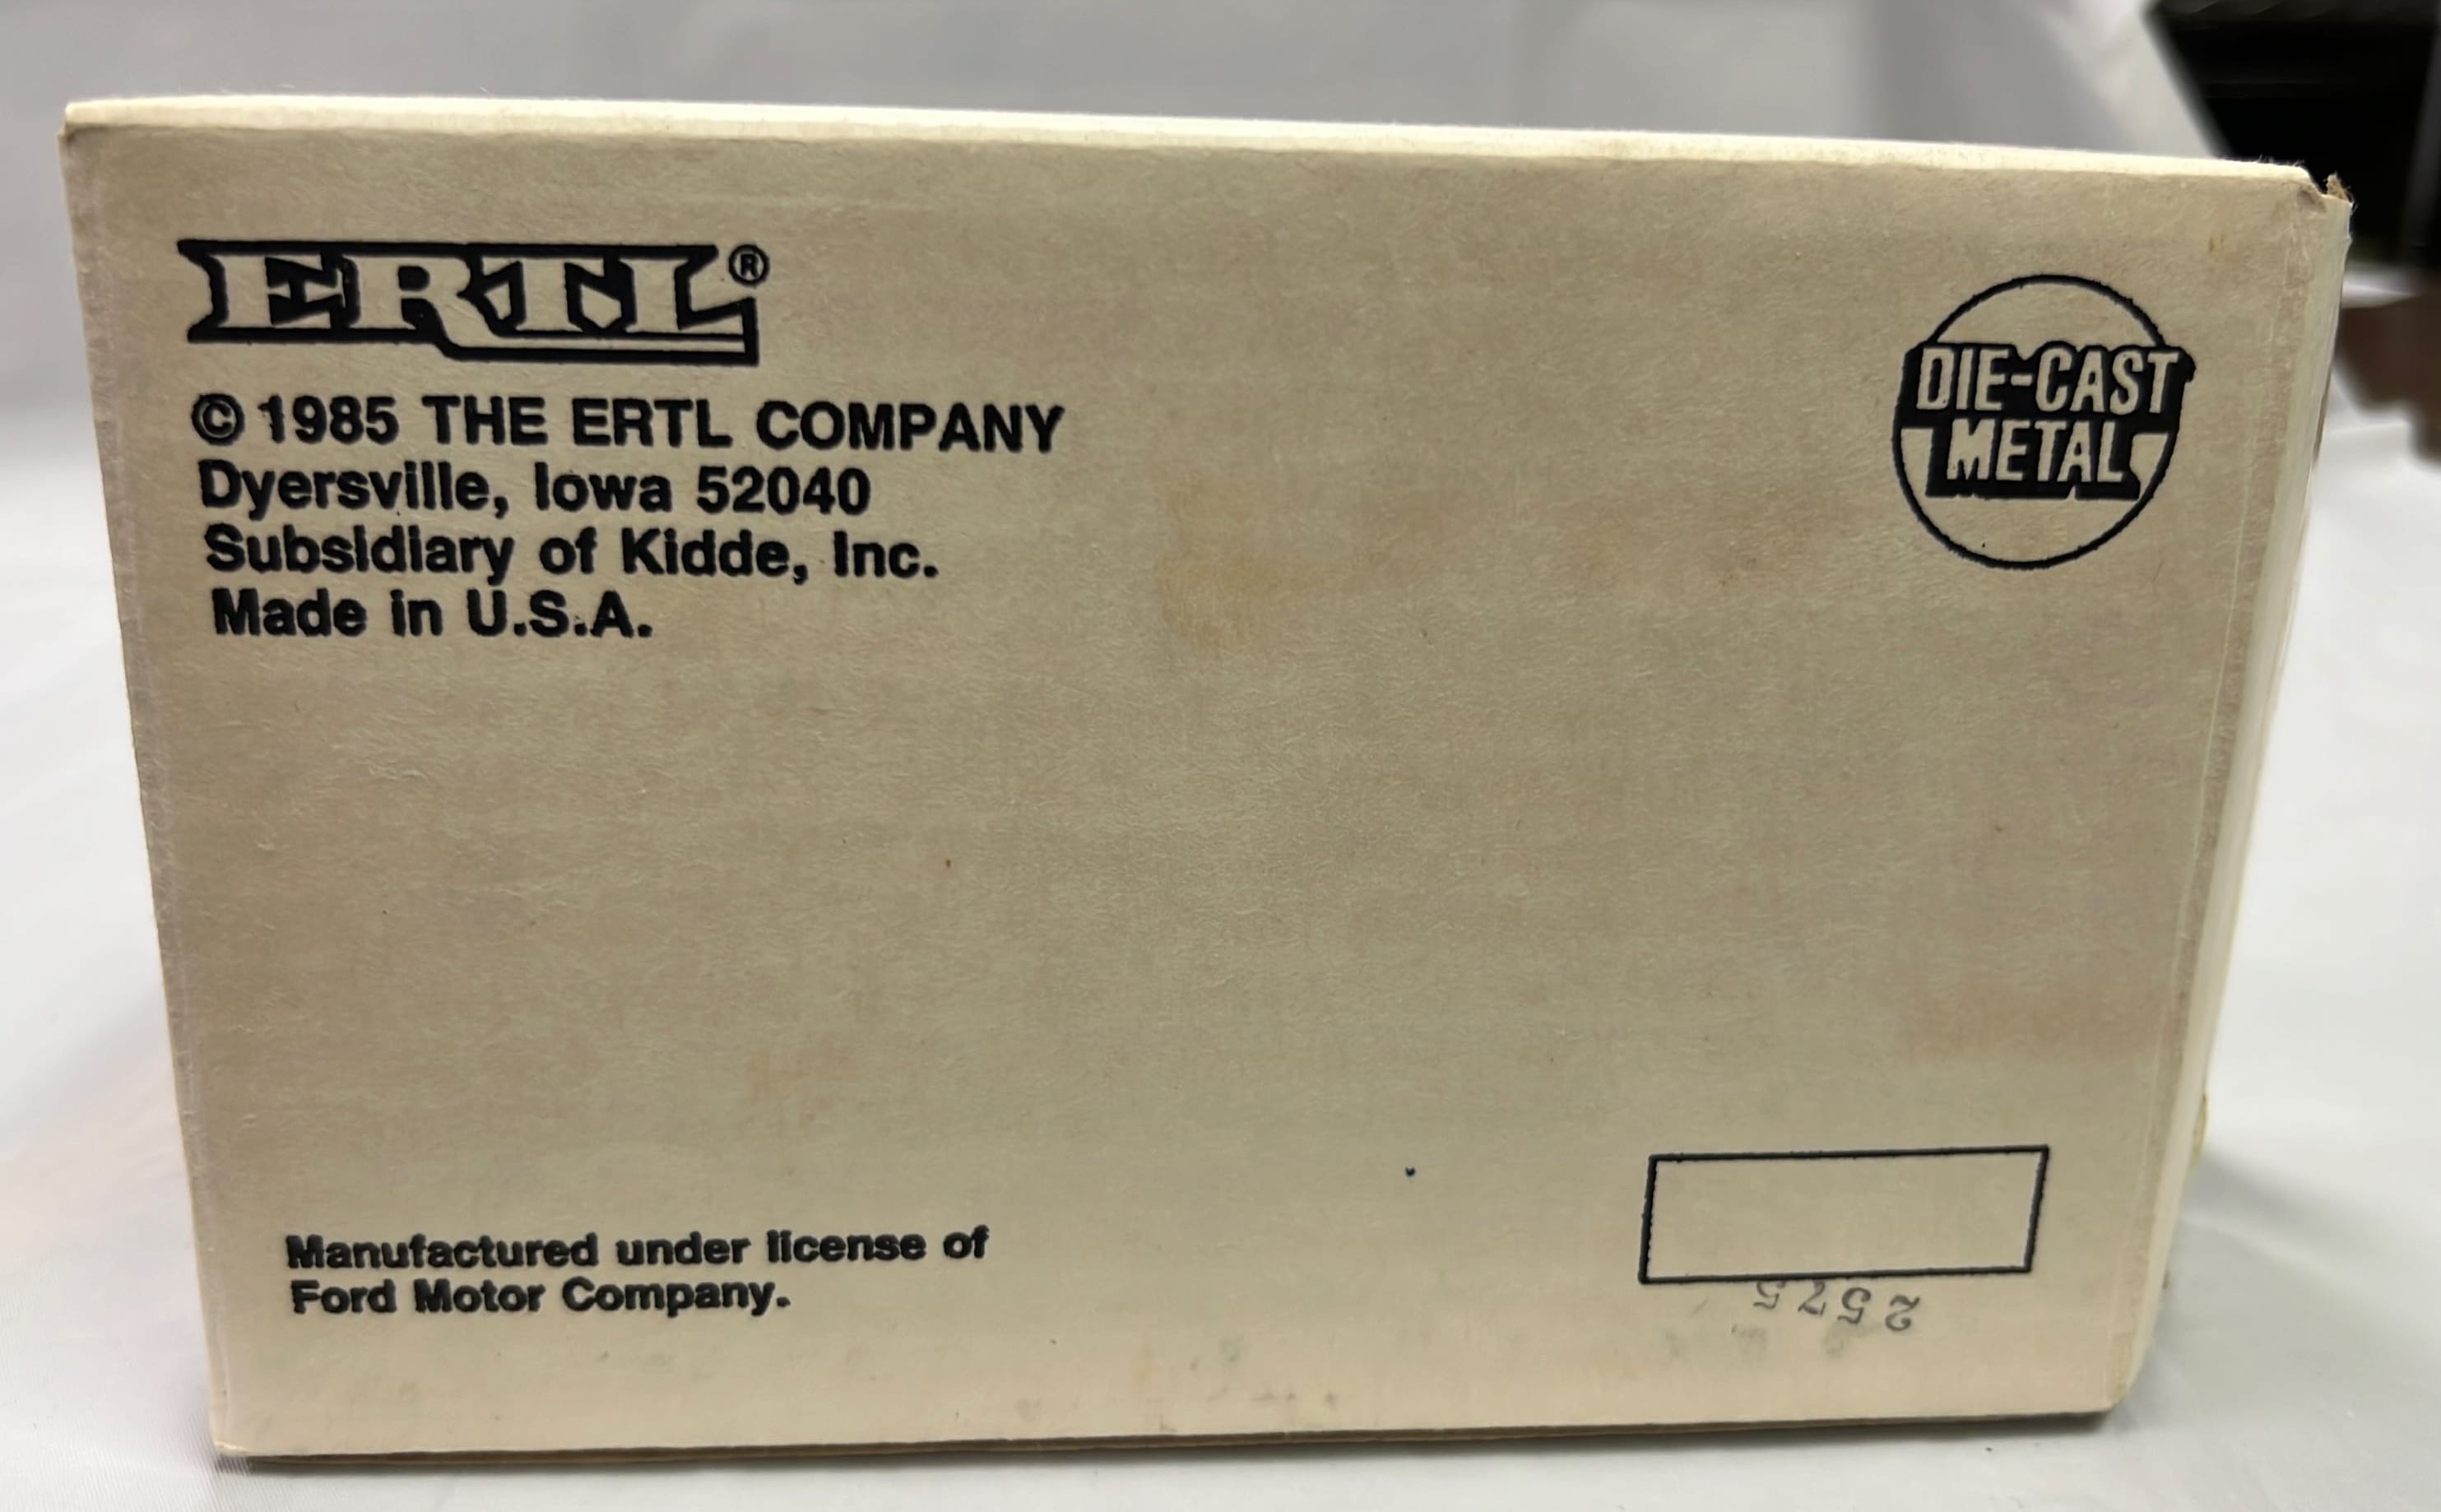 ERTL®
© 1985 THE ERTL COMPANY
Dyersville, Iowa 52040
Subsidiary of Kidde, Inc.
Made in U.S.A.
DIE-CAST
METAL
Manufactured under license of
Ford Motor Company.
2575